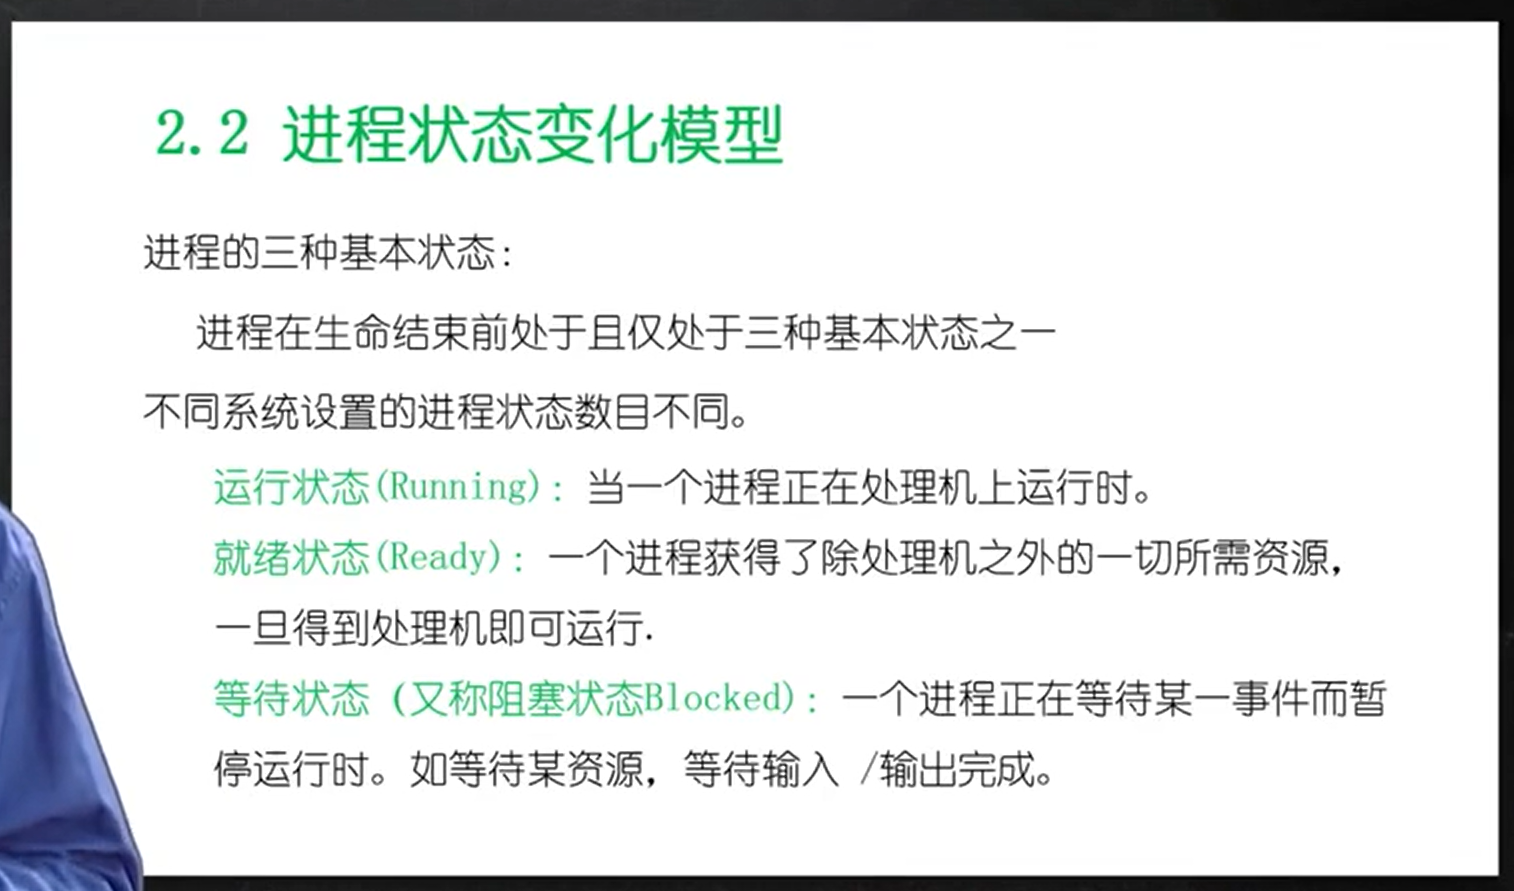 2.2 进程状态变化模型
进程的三种基本状态：
进程在生命结束前处于且仅处于三种基本状态之一
不同系统设置的进程状态数目不同。
运行状态(Running)：当一个进程正在处理机上运行时。
就绪状态(Ready)：一个进程获得了除处理机之外的一切所需资源，
一旦得到处理机即可运行.
等待状态（又称阻塞状态Blocked)：一个进程正在等待某一事件而暂
停运行时。如等待某资源，等待输入 /输出完成。